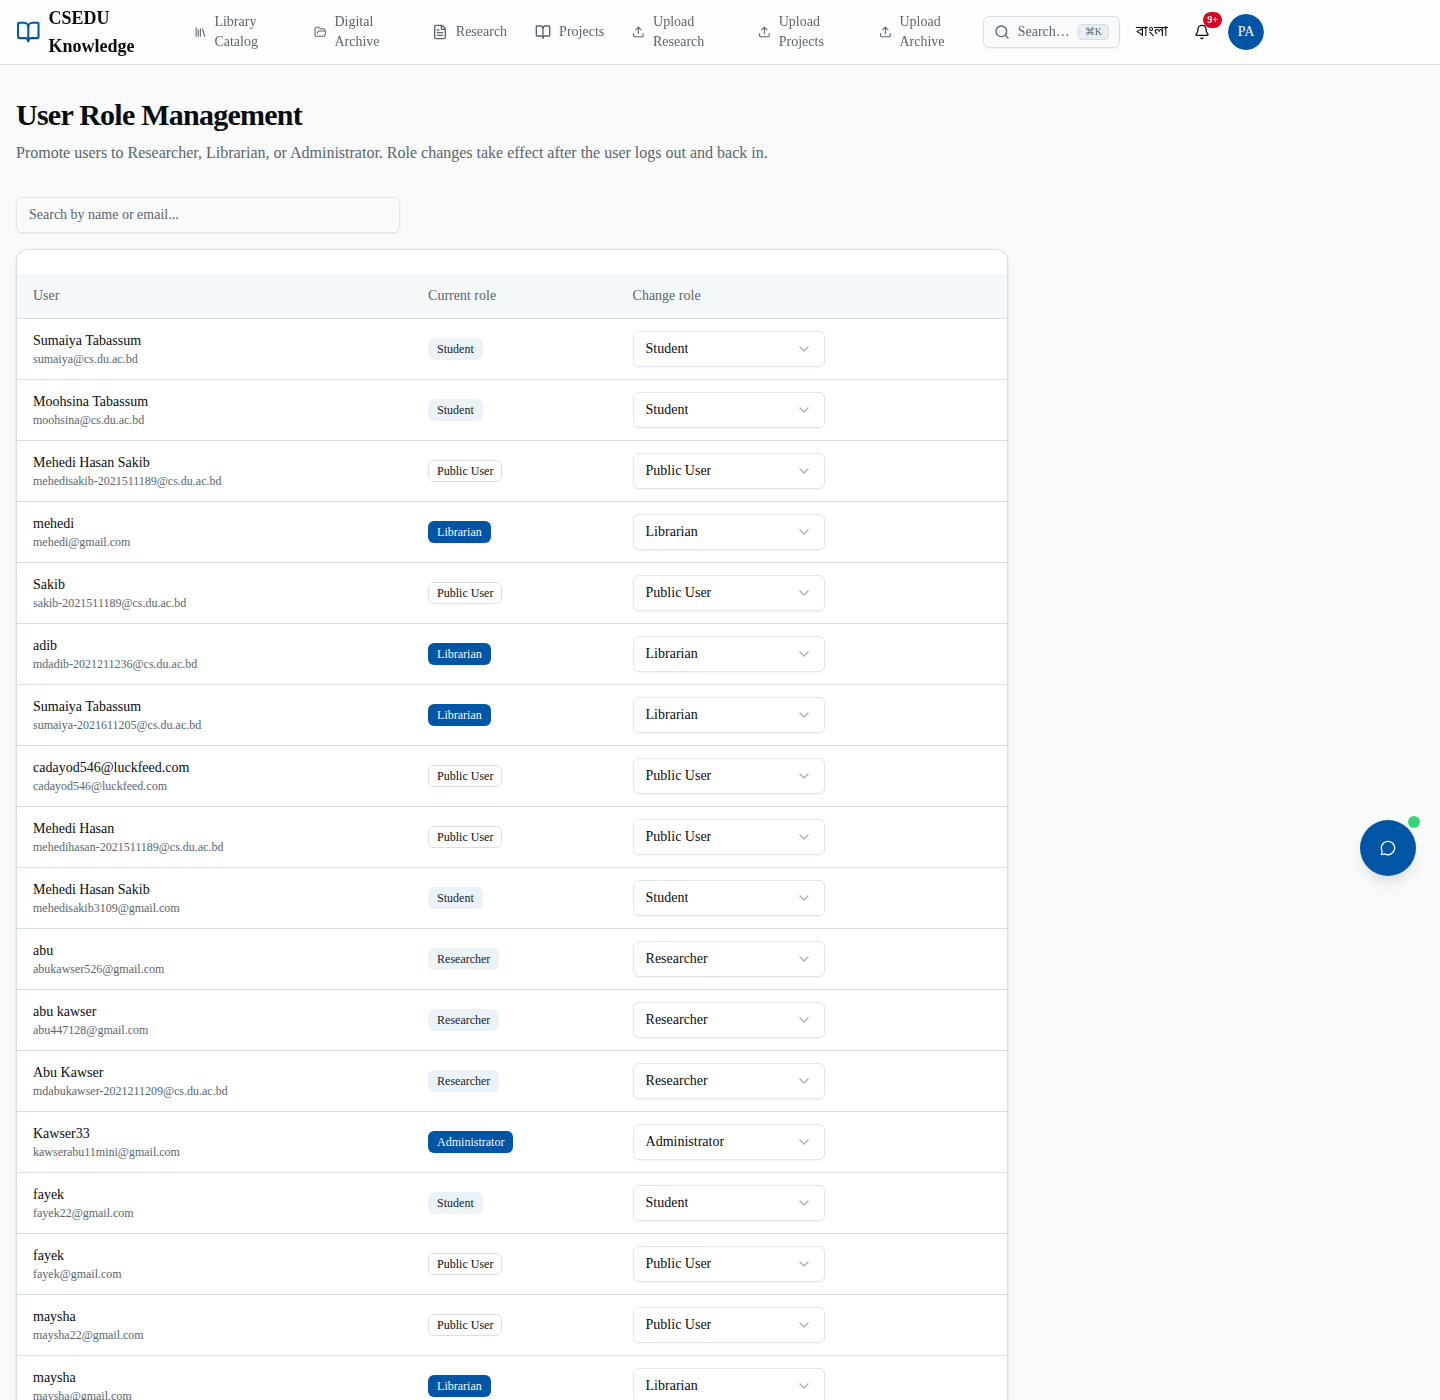 CSEDU
Knowledge
Library
Catalog
Digital
Archive
Research
Projects
Upload
Research
Upload
Projects
Upload
Archive
Search… ⌘K
বাংলা
9+
PA
User Role Management
Promote users to Researcher, Librarian, or Administrator. Role changes take effect after the user logs out and back in.
Search by name or email...
User Current role Change role
Sumaiya Tabassum
sumaiya@cs.du.ac.bd
Student Student
Moohsina Tabassum
moohsina@cs.du.ac.bd
Student Student
Mehedi Hasan Sakib
mehedisakib-2021511189@cs.du.ac.bd
Public User Public User
mehedi
mehedi@gmail.com
Librarian Librarian
Sakib
sakib-2021511189@cs.du.ac.bd
Public User Public User
adib
mdadib-2021211236@cs.du.ac.bd
Librarian Librarian
Sumaiya Tabassum
sumaiya-2021611205@cs.du.ac.bd
Librarian Librarian
cadayod546@luckfeed.com
cadayod546@luckfeed.com
Public User Public User
Mehedi Hasan
mehedihasan-2021511189@cs.du.ac.bd
Public User Public User
Mehedi Hasan Sakib
mehedisakib3109@gmail.com
Student Student
abu
abukawser526@gmail.com
Researcher Researcher
abu kawser
abu447128@gmail.com
Researcher Researcher
Abu Kawser
mdabukawser-2021211209@cs.du.ac.bd
Researcher Researcher
Kawser33
kawserabu11mini@gmail.com
Administrator Administrator
fayek
fayek22@gmail.com
Student Student
fayek
fayek@gmail.com
Public User Public User
maysha
maysha22@gmail.com
Public User Public User
maysha
maysha@gmail.com
Librarian Librarian